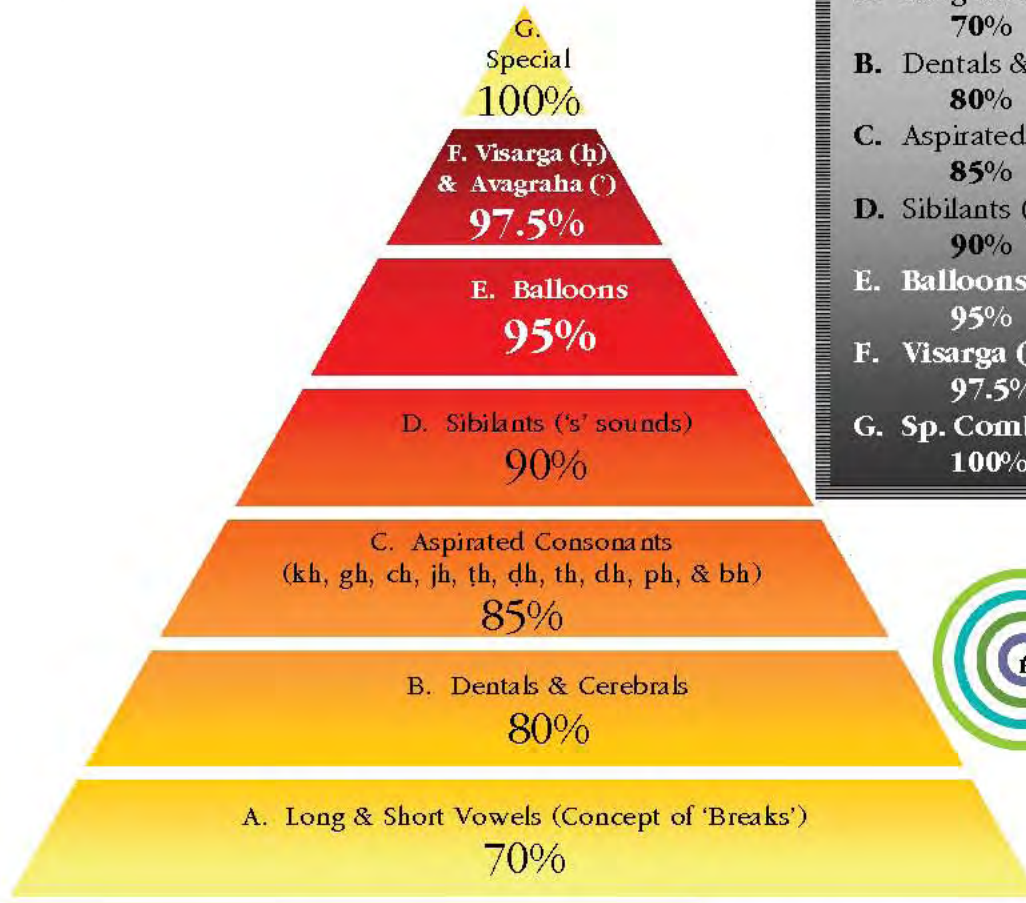 G.
Special
100%
F. Visarga (ḥ)
& Avagraha (’)
97.5%
E. Balloons
95%
D. Sibilants (‘s’ sounds)
90%
C. Aspirated Consonants
(kh, gh, ch, jh, ṭh, ḍh, th, dh, ph, & bh)
85%
B. Dentals & Cerebrals
80%
A. Long & Short Vowels (Concept of ‘Breaks’)
70%
70%
B. Dentals &
80%
C. Aspirated
85%
D. Sibilants (
90%
E. Balloons
95%
F. Visarga (
97.5%
G. Sp.
100%